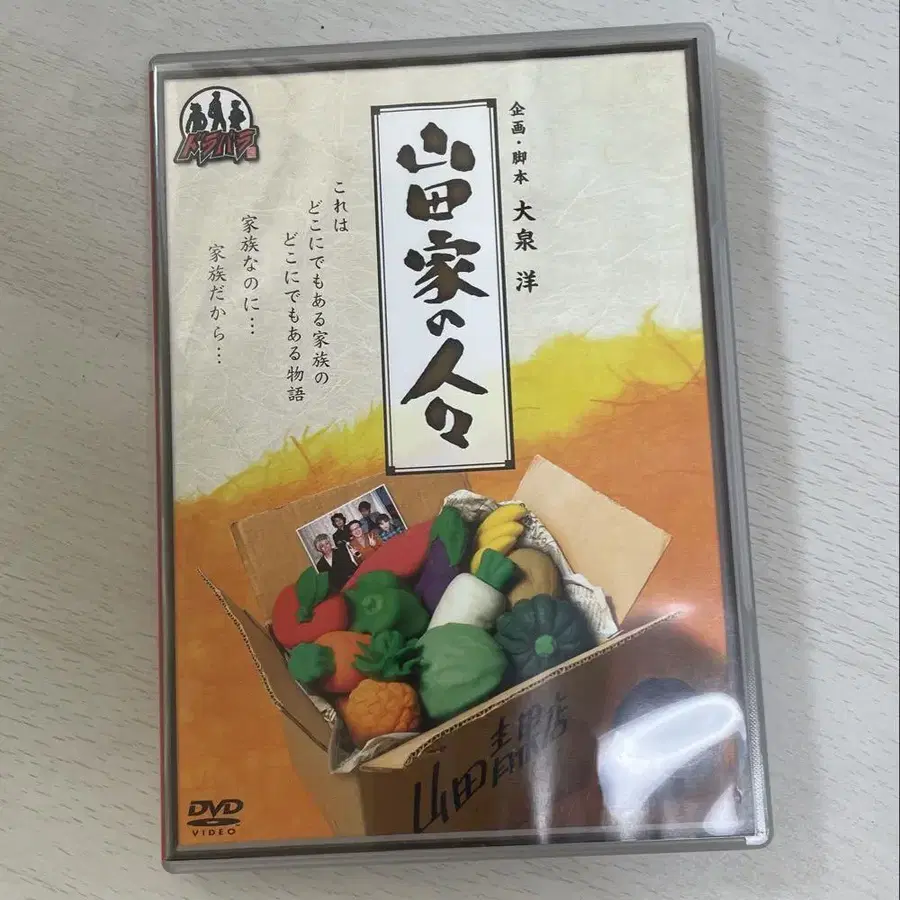 企画・脚本 大泉 洋
山田家の人々
これは
どこにでもある家族の
どこにでもある物語
家族なのに…
家族だから…
ドラバラ
山田青果店
DVD
VIDEO